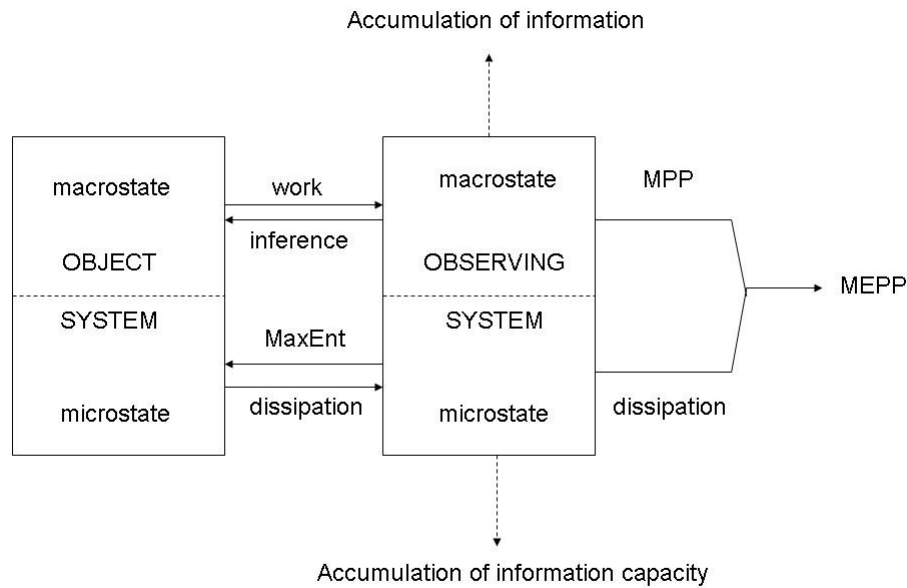 Accumulation of information
macrostate
work
macrostate
MPP
inference
OBJECT
OBSERVING
MEPP
SYSTEM
SYSTEM
MaxEnt
microstate
dissipation
microstate
dissipation
Accumulation of information capacity